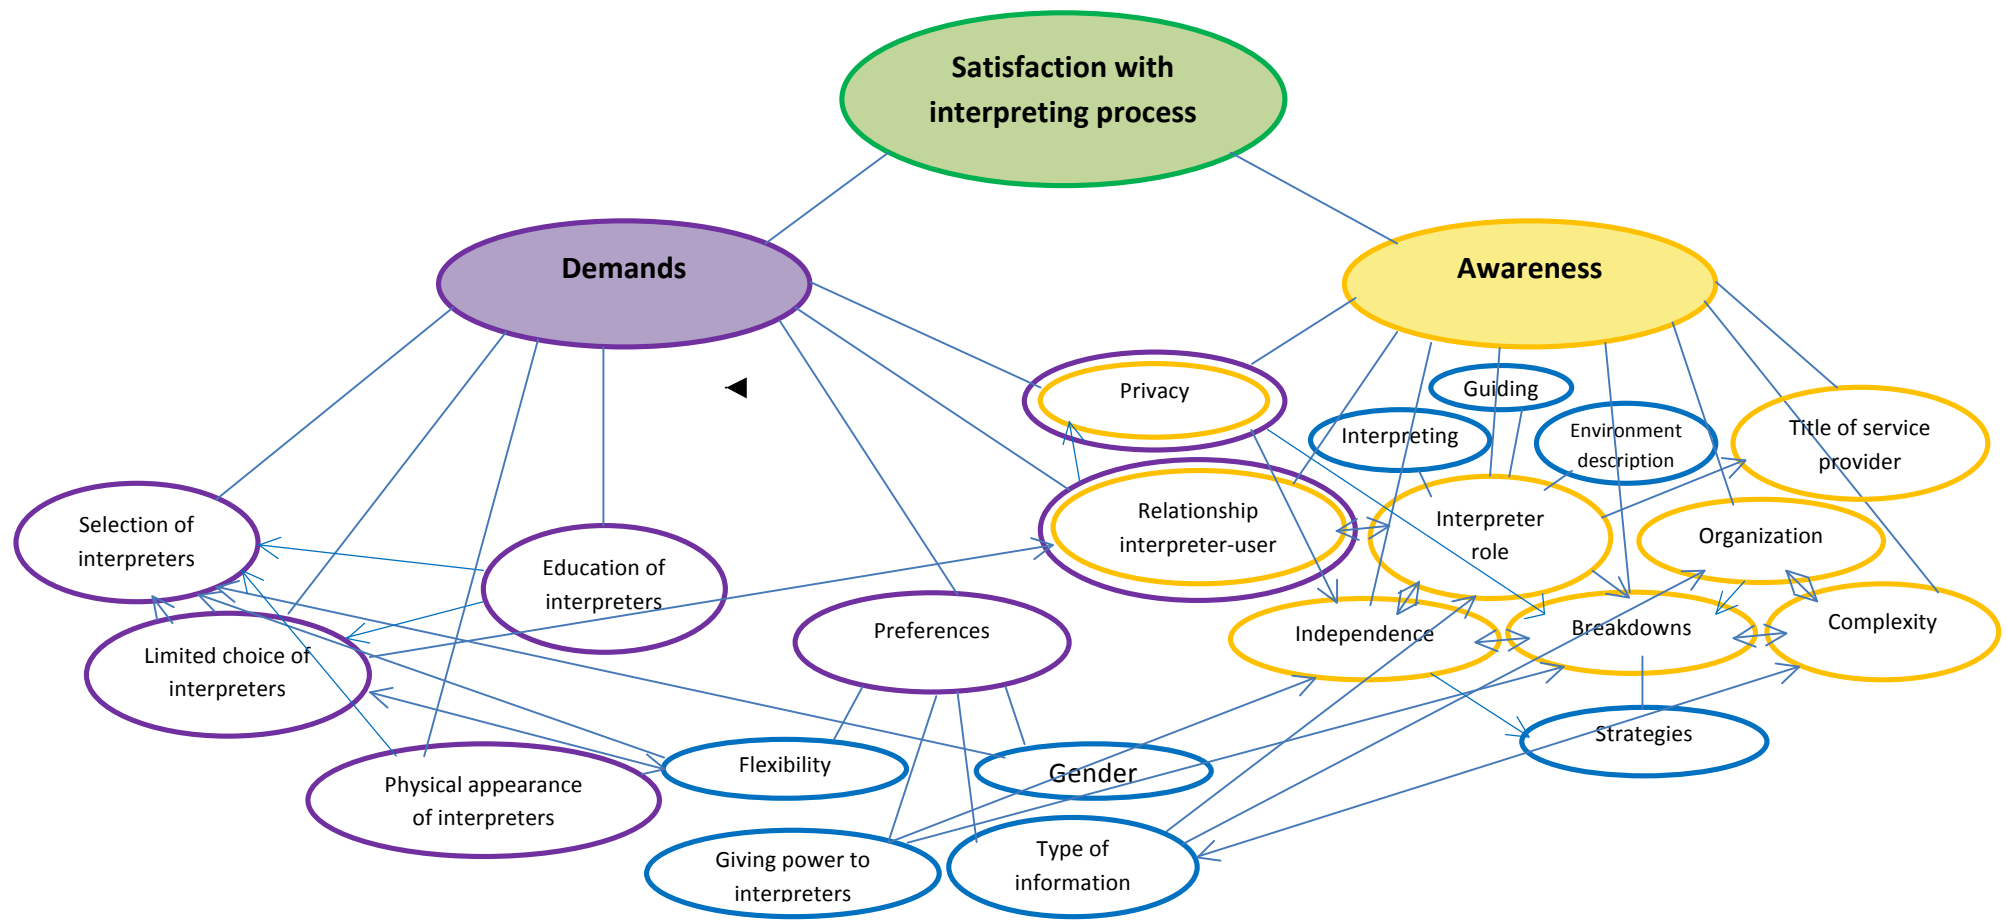 Satisfaction with
interpreting process
Demands
Awareness
Privacy
Guiding
Interpreting
Environment
description
Title of service
provider
Selection of
interpreters
Education of
interpreters
Relationship
interpreter-user
Interpreter
role
Organization
Limited choice of
interpreters
Preferences
Independence
Breakdowns
Complexity
Physical appearance
of interpreters
Flexibility
Gender
Strategies
Giving power to
interpreters
Type of
information